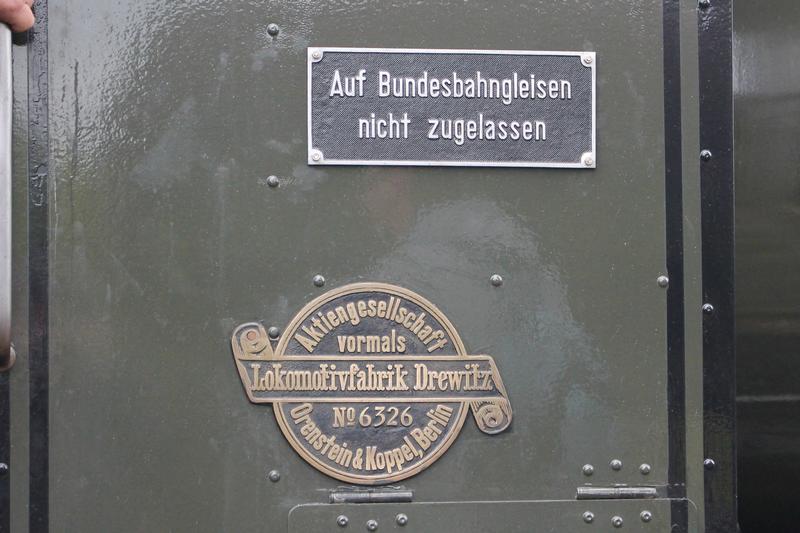 Auf Bundesbahngleisen
nicht zugelassen
Aktiengesellschaft
vormals
Lokomotivfabrik Drewitz
No 6326
Orenstein & Koppel, Berlin